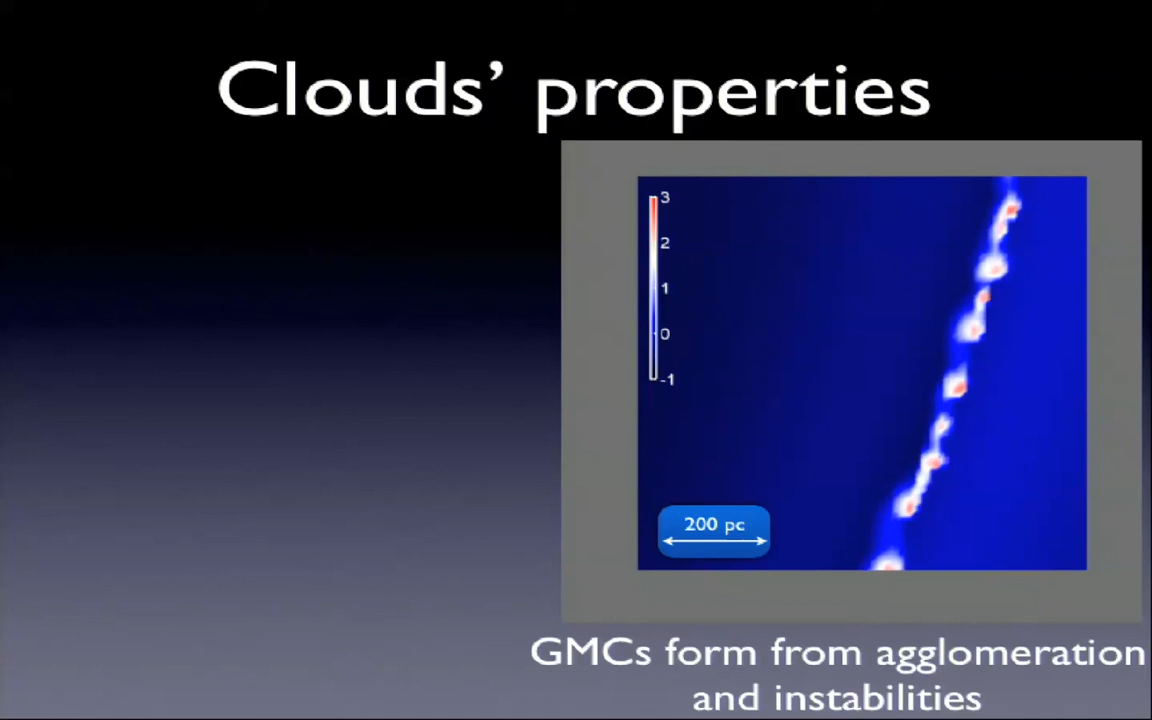 Clouds’ properties
3
2
1
0
-1
200 pc
GMCs form from agglomeration
and instabilities